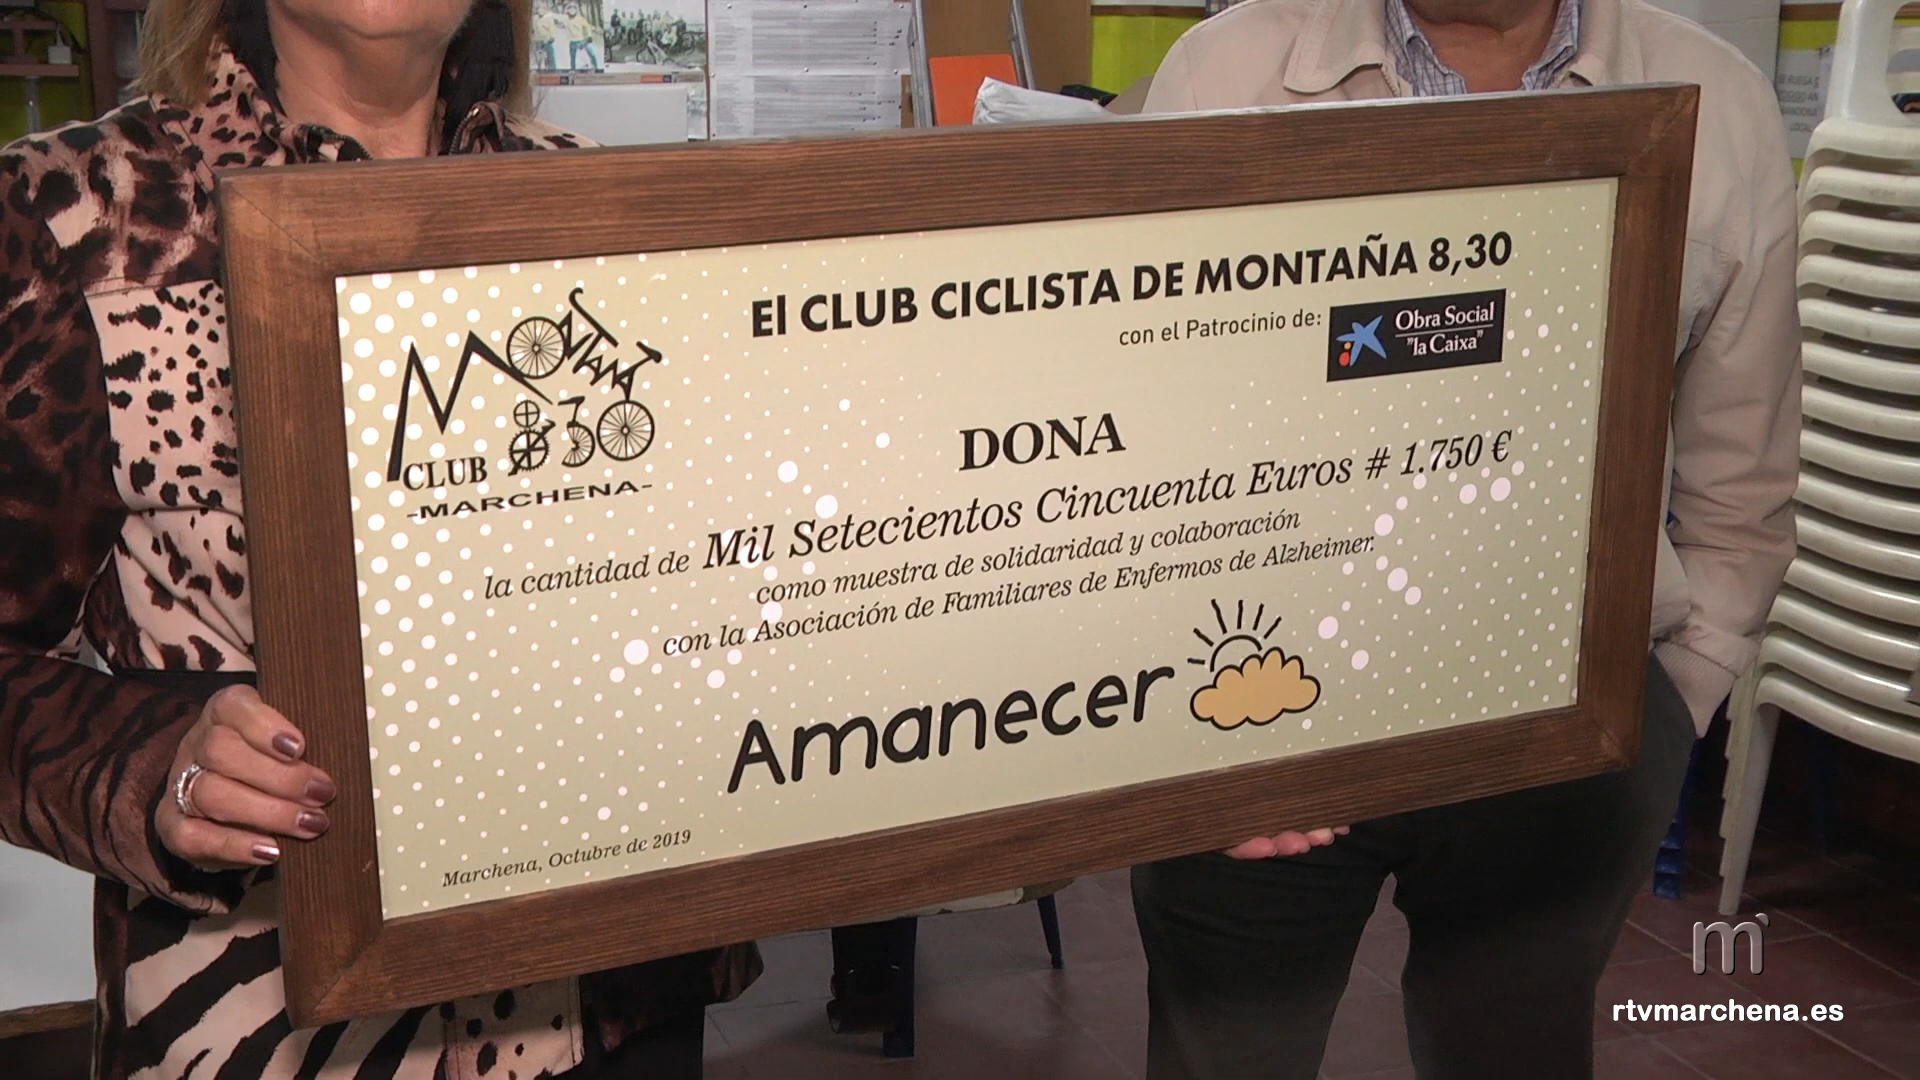 El CLUB CICLISTA DE MONTAÑA 8,30
con el Patrocinio de:
Obra Social
"la Caixa"
MONTAÑA
CLUB 8 30
-MARCHENA-
DONA
la cantidad de Mil Setecientos Cincuenta Euros # 1.750 €
como muestra de solidaridad y colaboración
con la Asociación de Familiares de Enfermos de Alzheimer.
Amanecer
Marchena, Octubre de 2019
m
rtvmarchena.es